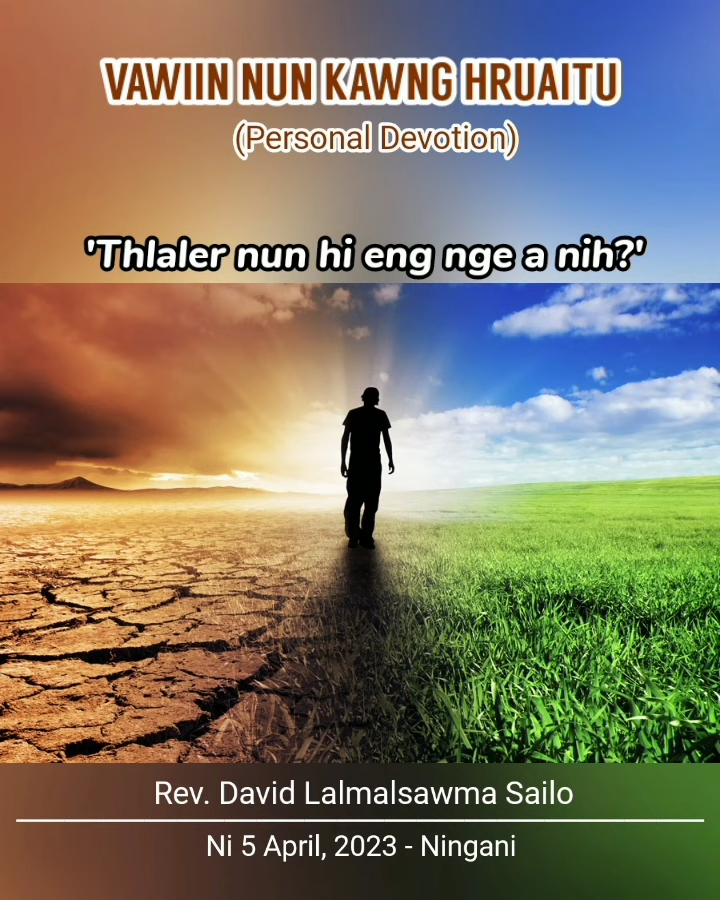 VAWIIN NUN KAWNG HRUAITU
(Personal Devotion)
'Thlaler nun hi eng nge a nih?'
Rev. David Lalmalsawma Sailo
Ni 5 April, 2023 - Ningani